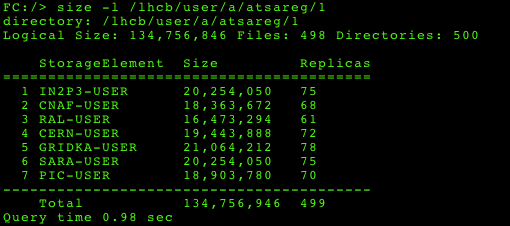 FC:/> size -l /lhcb/user/a/atsareg/1
directory: /lhcb/user/a/atsareg/1
Logical Size: 134,756,846 Files: 498 Directories: 500
StorageElement Size Replicas
========================================
1 IN2P3-USER 20,254,050 75
2 CNAF-USER 18,363,672 68
3 RAL-USER 16,473,294 61
4 CERN-USER 19,443,888 72
5 GRIDKA-USER 21,064,212 78
6 SARA-USER 20,254,050 75
7 PIC-USER 18,903,780 70
----------------------------------------
Total 134,756,946 499
Query time 0.98 sec